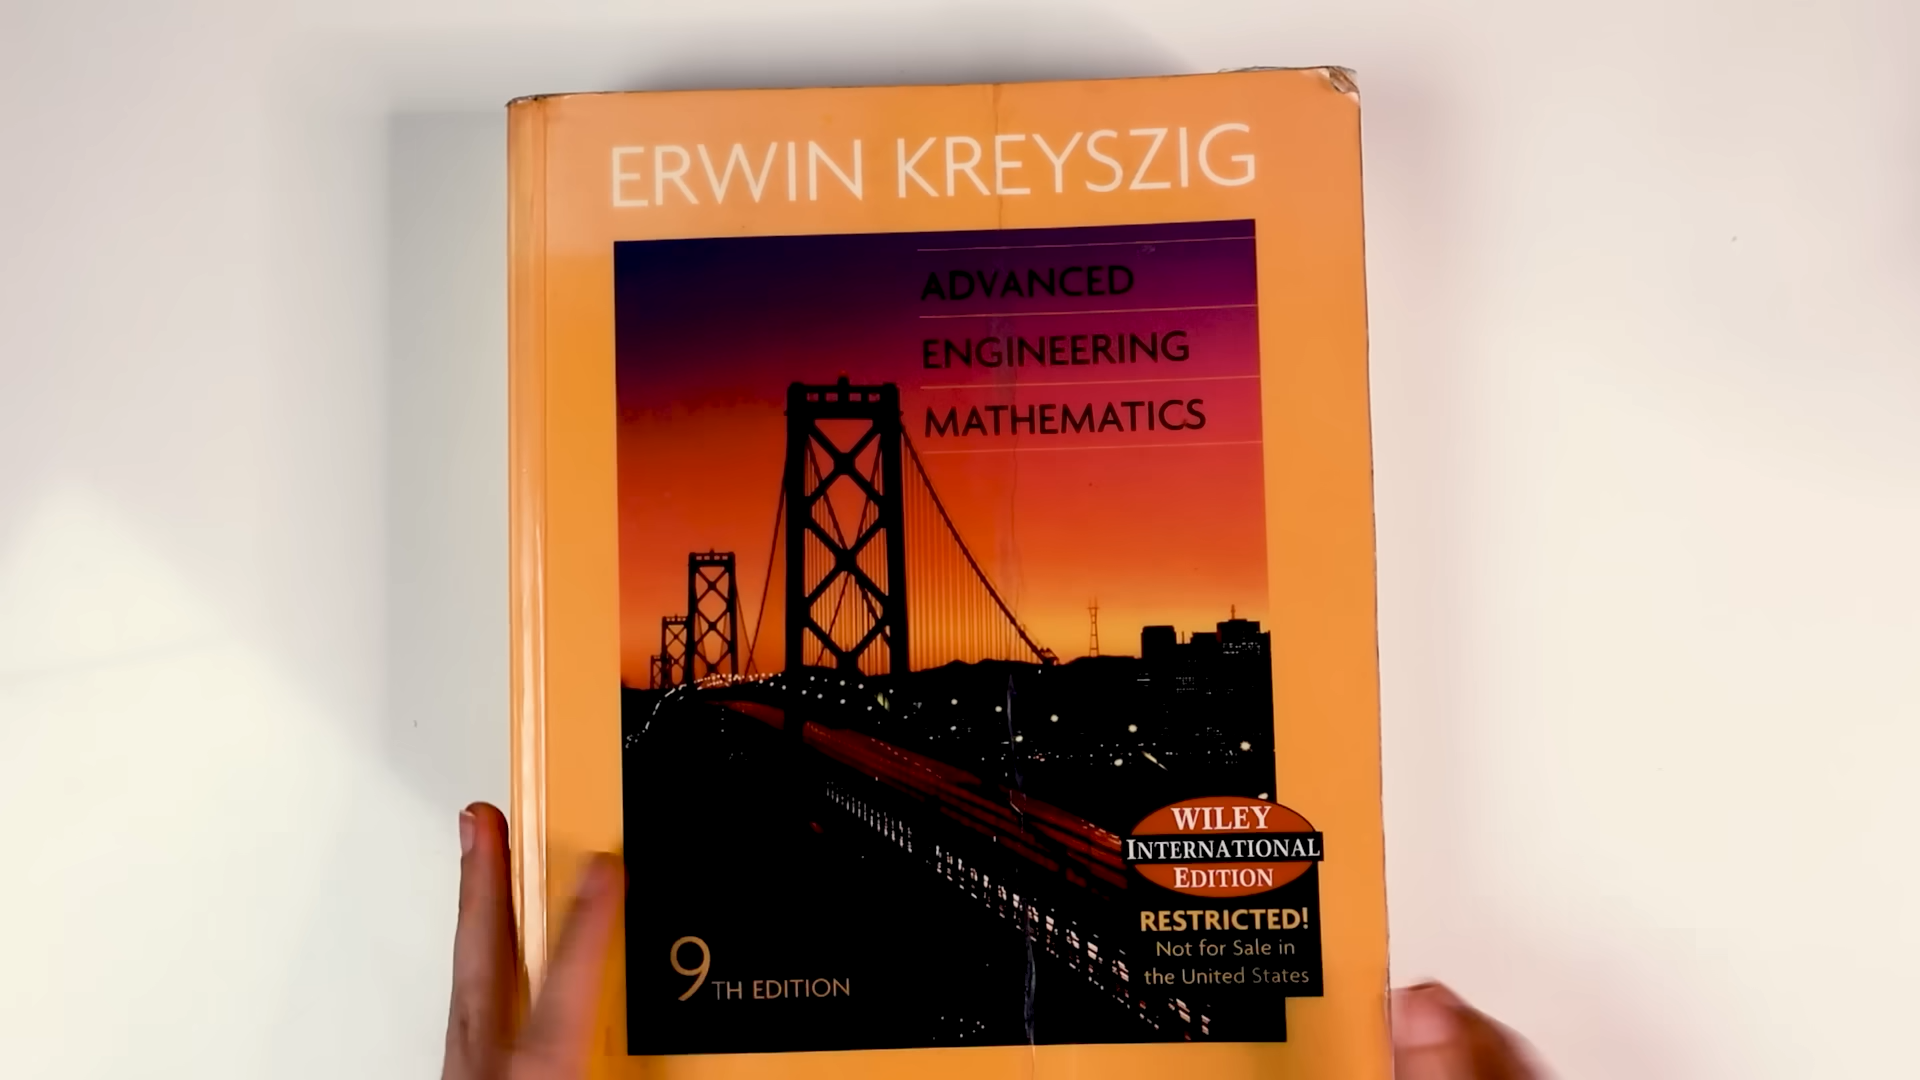 ERWIN KREYSZIG
ADVANCED
ENGINEERING
MATHEMATICS
WILEY
INTERNATIONAL
EDITION
RESTRICTED!
Not for Sale in
the United States
9TH EDITION